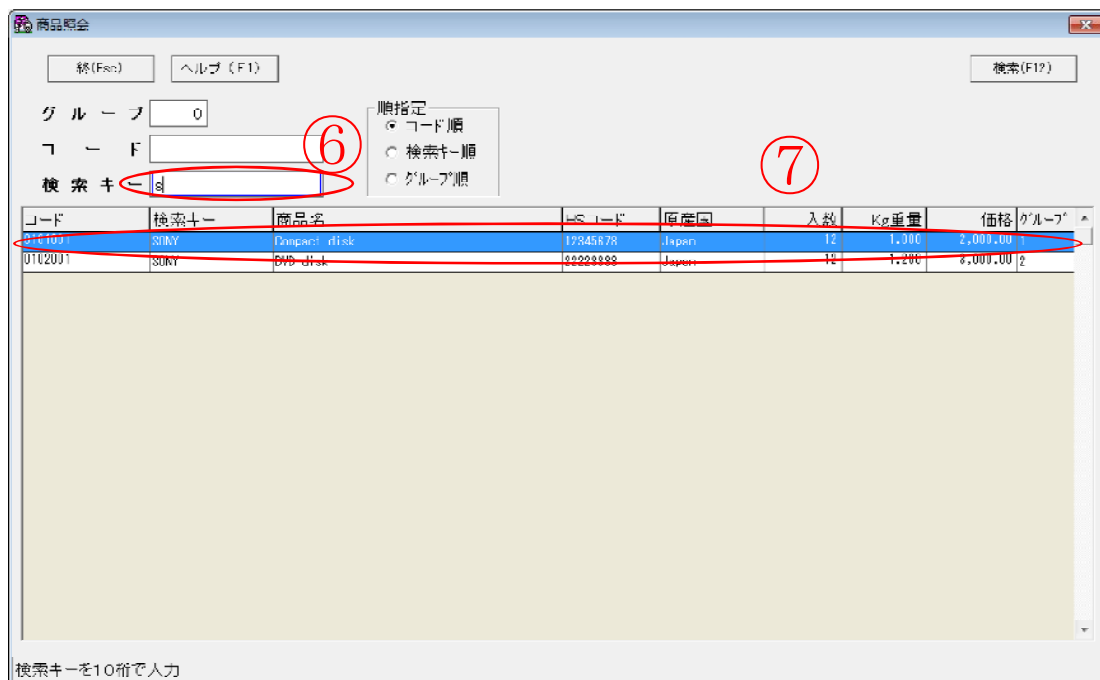 商品照会
終(Esc) ヘルプ (F1) 検索(F12)
グループ 0
順指定
コード順
コード
⑥
検索キー順
⑦
検索キー s
グループ順
コード 検索キー 商品名 HSコード 原産国 入数 Kg重量 価格 グループ
0101001 SONY Compact disk 12345678 Japan 12 1.000 2,000.00 1
0102001 SONY DVD disk Japan 12 1.200 2
検索キーを10桁で入力